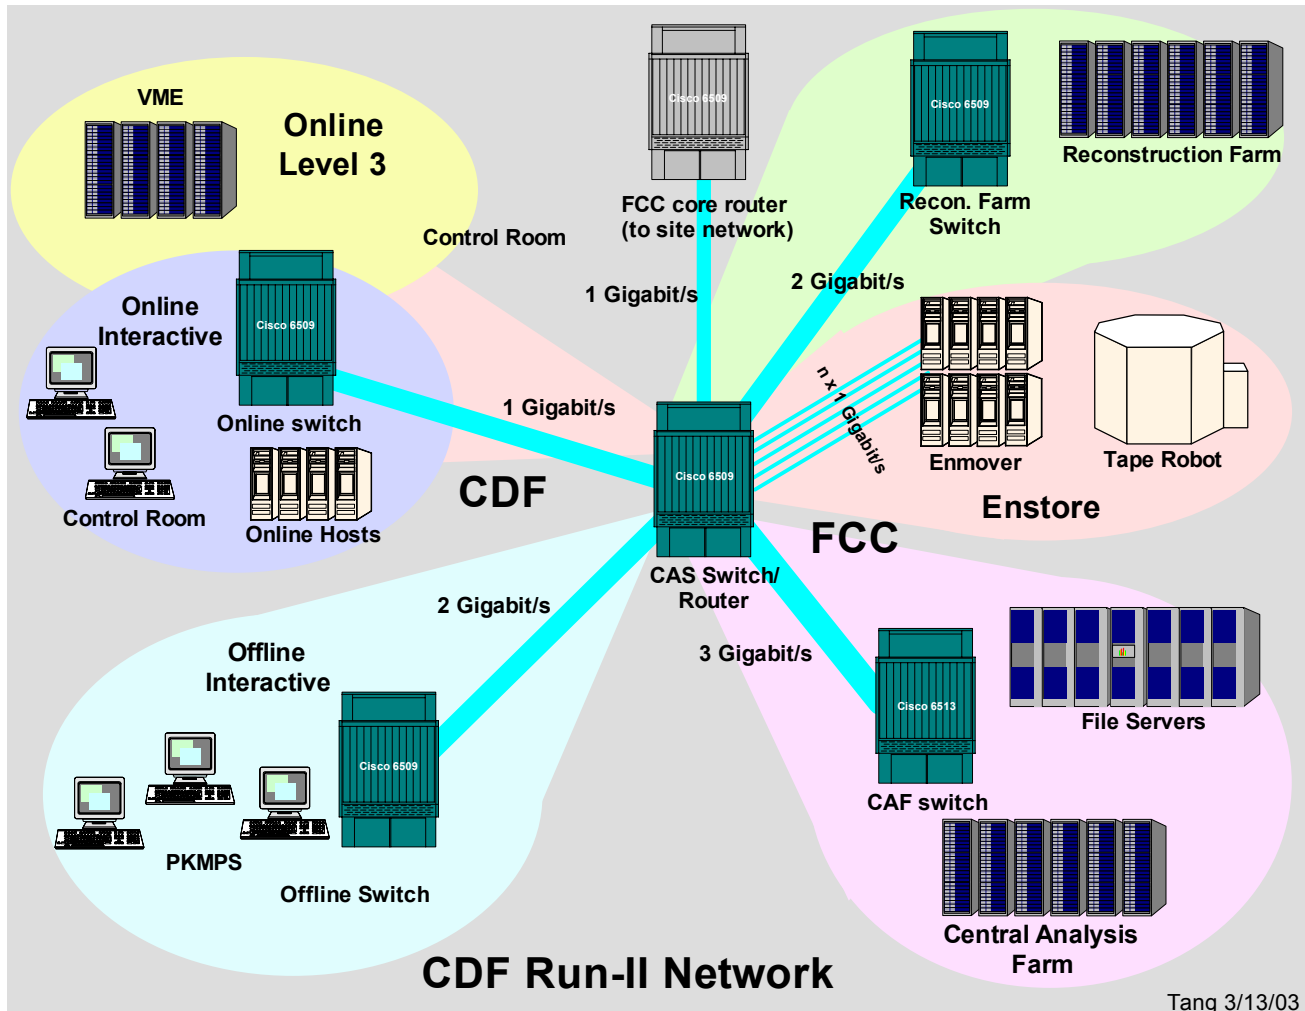 VME
Online
Level 3
Cisco 6509
FCC core router
(to site network)
Cisco 6509
Recon. Farm
Switch
Reconstruction Farm
Control Room
1 Gigabit/s
2 Gigabit/s
Online
Interactive
Cisco 6509
Online switch
Control Room
Online Hosts
1 Gigabit/s
CDF
Cisco 6509
CAS Switch/
Router
n x 1 Gigabit/s
Enmover
Tape Robot
Enstore
FCC
2 Gigabit/s
3 Gigabit/s
Offline
Interactive
Cisco 6509
PKMPS
Offline Switch
Cisco 6513
CAF switch
File Servers
Central Analysis
Farm
CDF Run-II Network
Tang 3/13/03